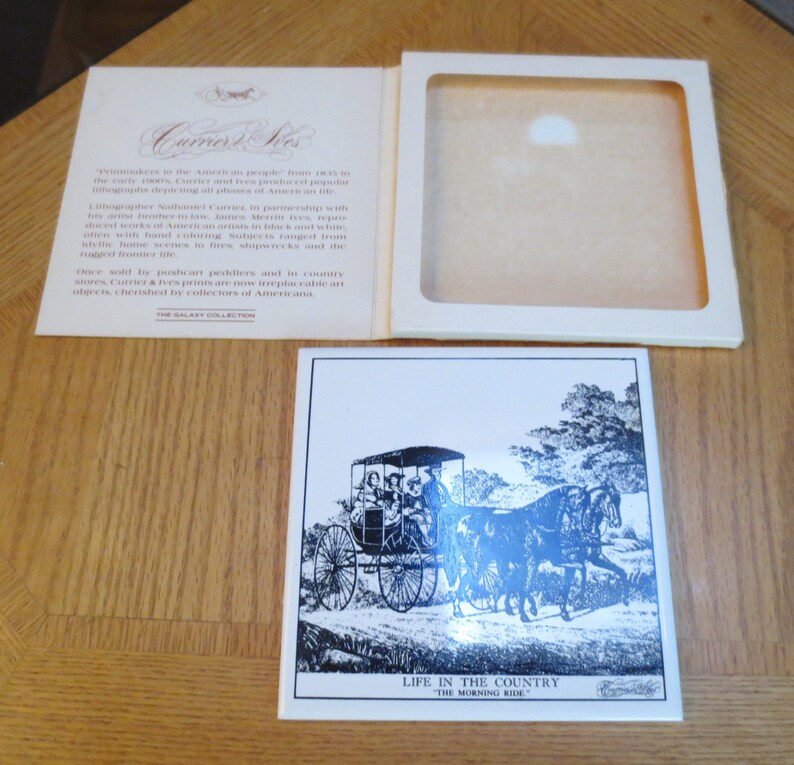 Currier & Ives
"Printmakers to the American people" from 1835 to
the early 1900's, Currier and Ives produced popular
lithographs depicting all phases of American life.
Lithographer Nathaniel Currier, in partnership with
his artist brother-in-law, James Merritt Ives, repro-
duced works of American artists in black and white,
often with hand coloring. Subjects ranged from
idyllic home scenes to fires, shipwrecks and the
rugged frontier life.
Once sold by pushcart peddlers and in country
stores, Currier & Ives prints are now irreplaceable art
objects, cherished by collectors of Americana.
THE GALAXY COLLECTION
LIFE IN THE COUNTRY
"THE MORNING RIDE."
Currier & Ives